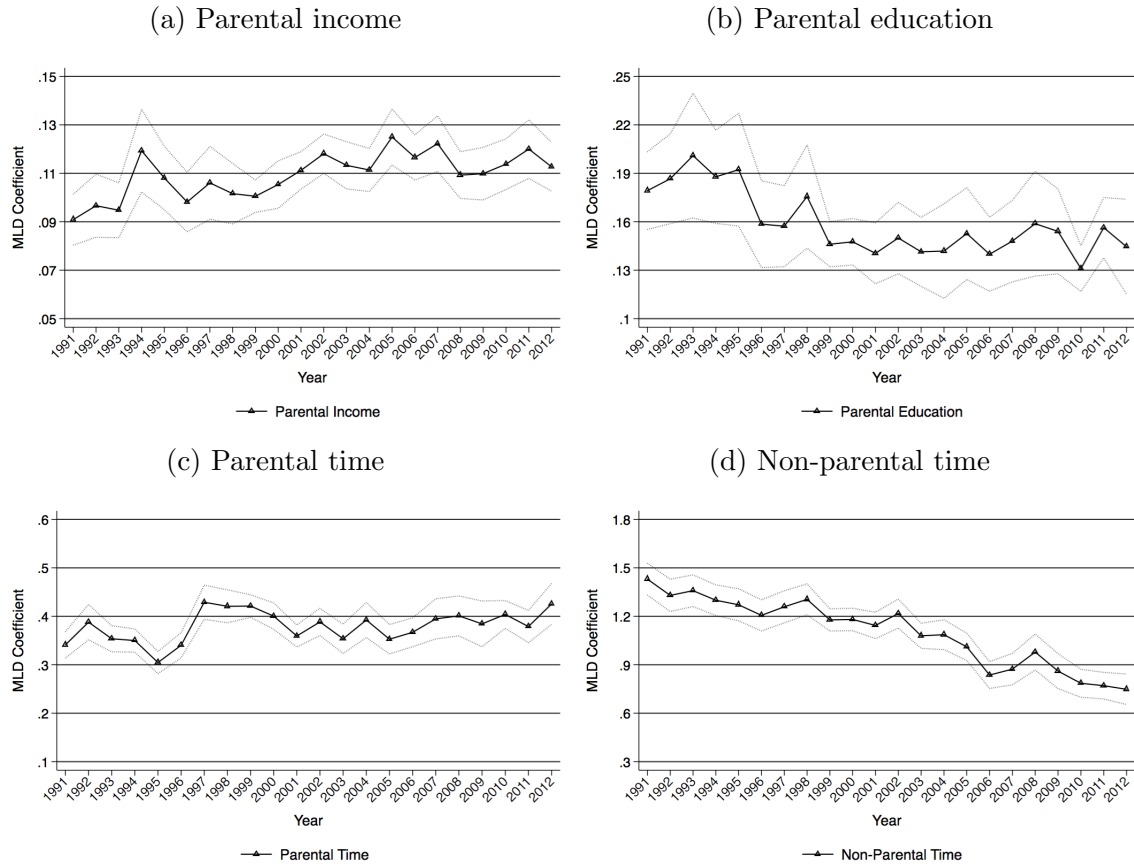 (a) Parental income
(b) Parental education
.15
.13
.11
.09
.07
.05
MLD Coefficient
1991 1992 1993 1994 1995 1996 1997 1998 1999 2000 2001 2002 2003 2004 2005 2006 2007 2008 2009 2010 2011 2012
Year
Parental Income
.25
.22
.19
.16
.13
.1
MLD Coefficient
1991 1992 1993 1994 1995 1996 1997 1998 1999 2000 2001 2002 2003 2004 2005 2006 2007 2008 2009 2010 2011 2012
Year
Parental Education
(c) Parental time
(d) Non-parental time
.6
.5
.4
.3
.2
.1
MLD Coefficient
1991 1992 1993 1994 1995 1996 1997 1998 1999 2000 2001 2002 2003 2004 2005 2006 2007 2008 2009 2010 2011 2012
Year
Parental Time
1.8
1.5
1.2
.9
.6
.3
MLD Coefficient
1991 1992 1993 1994 1995 1996 1997 1998 1999 2000 2001 2002 2003 2004 2005 2006 2007 2008 2009 2010 2011 2012
Year
Non-Parental Time